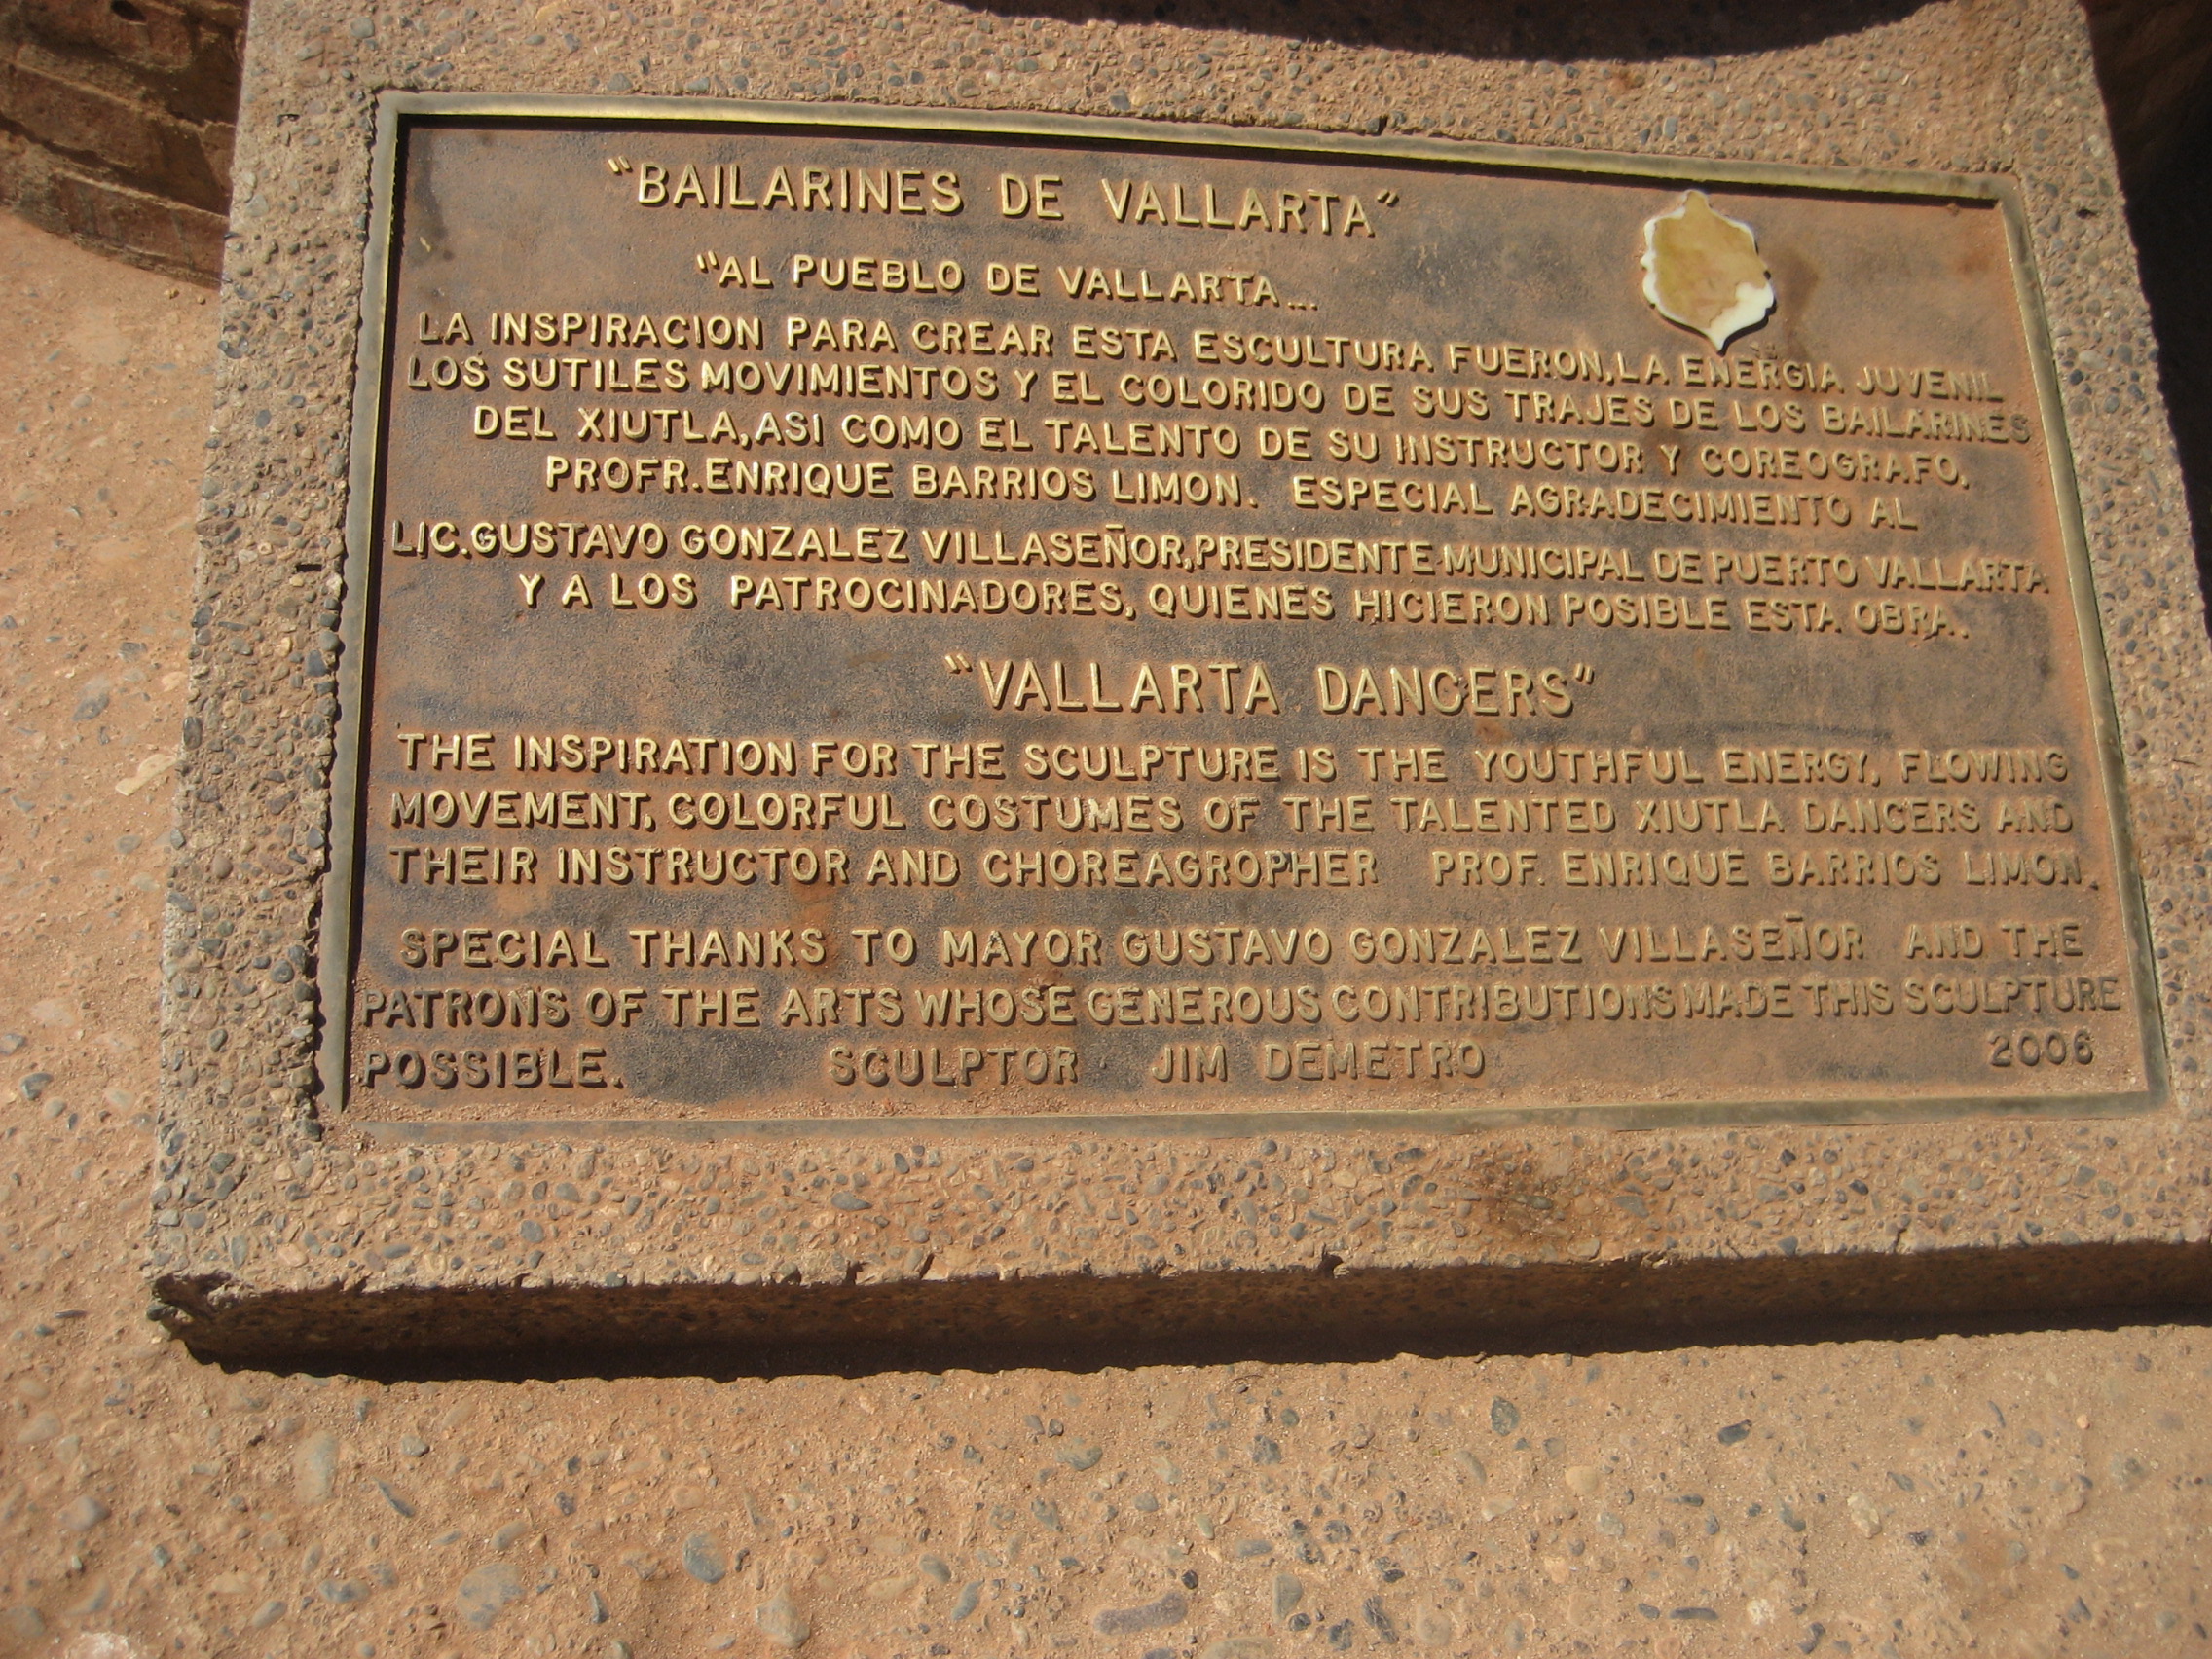 "BAILARINES DE VALLARTA"
"AL PUEBLO DE VALLARTA...
LA INSPIRACION PARA CREAR ESTA ESCULTURA FUERON, LA ENERGIA JUVENIL
LOS SUTILES MOVIMIENTOS Y EL COLORIDO DE SUS TRAJES DE LOS BAILARINES
DEL XIUTLA, ASI COMO EL TALENTO DE SU INSTRUCTOR Y COREOGRAFO,
PROFR. ENRIQUE BARRIOS LIMON. ESPECIAL AGRADECIMIENTO AL
LIC. GUSTAVO GONZALEZ VILLASEÑOR, PRESIDENTE MUNICIPAL DE PUERTO VALLARTA
Y A LOS PATROCINADORES, QUIENES HICIERON POSIBLE ESTA OBRA.
"VALLARTA DANCERS"
THE INSPIRATION FOR THE SCULPTURE IS THE YOUTHFUL ENERGY, FLOWING
MOVEMENT, COLORFUL COSTUMES OF THE TALENTED XIUTLA DANCERS AND
THEIR INSTRUCTOR AND CHOREAGROPHER PROF. ENRIQUE BARRIOS LIMON.
SPECIAL THANKS TO MAYOR GUSTAVO GONZALEZ VILLASEÑOR AND THE
PATRONS OF THE ARTS WHOSE GENEROUS CONTRIBUTIONS MADE THIS SCULPTURE
POSSIBLE. SCULPTOR JIM DEMETRO 2006